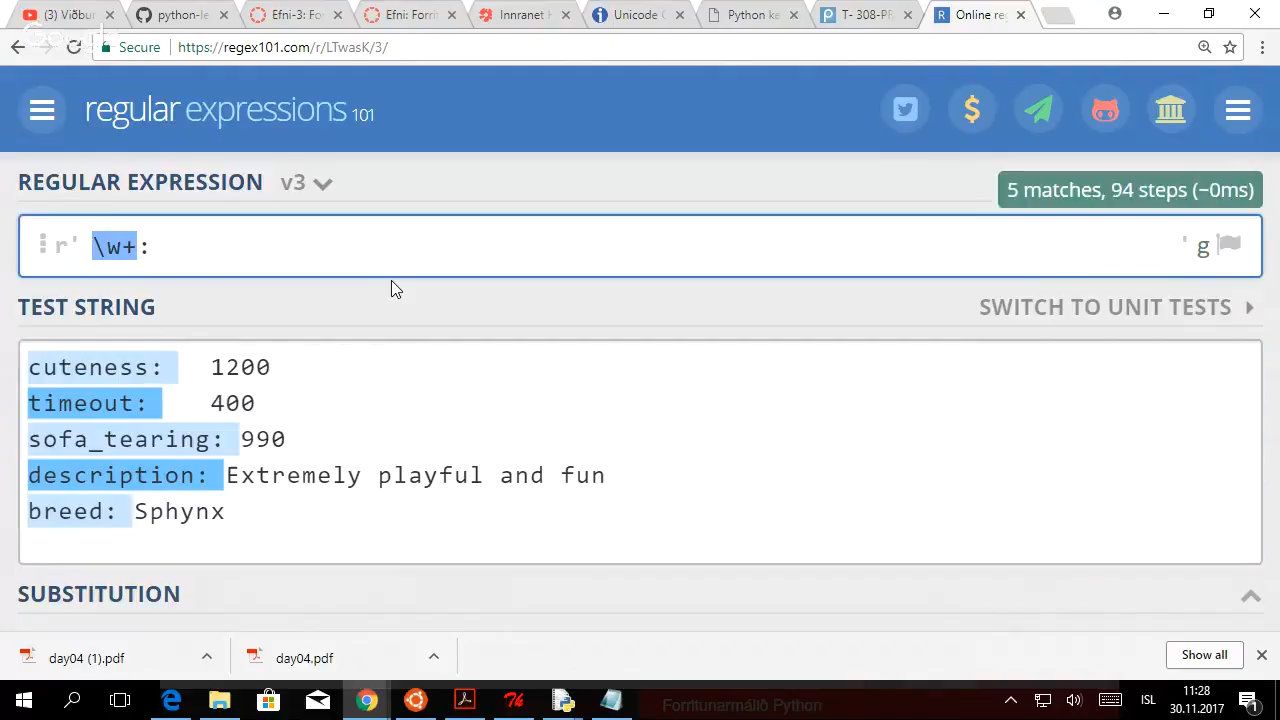 (3) Viðbur
python-le
Efni-3: Fo
Efni: Forrit
Innranet H
Unicode C
Python ke
T- 308-PR
Online re
Google
Secure
https://regex101.com/r/LTwasK/3/
regular expressions 101
REGULAR EXPRESSION v3
5 matches, 94 steps (~0ms)
r' \w+: ' g
TEST STRING
SWITCH TO UNIT TESTS
cuteness: 1200
timeout: 400
sofa_tearing: 990
description: Extremely playful and fun
breed: Sphynx
SUBSTITUTION
day04 (1).pdf
day04.pdf
Show all
ISL
11:28
30.11.2017
1
Forritunarmálið Python